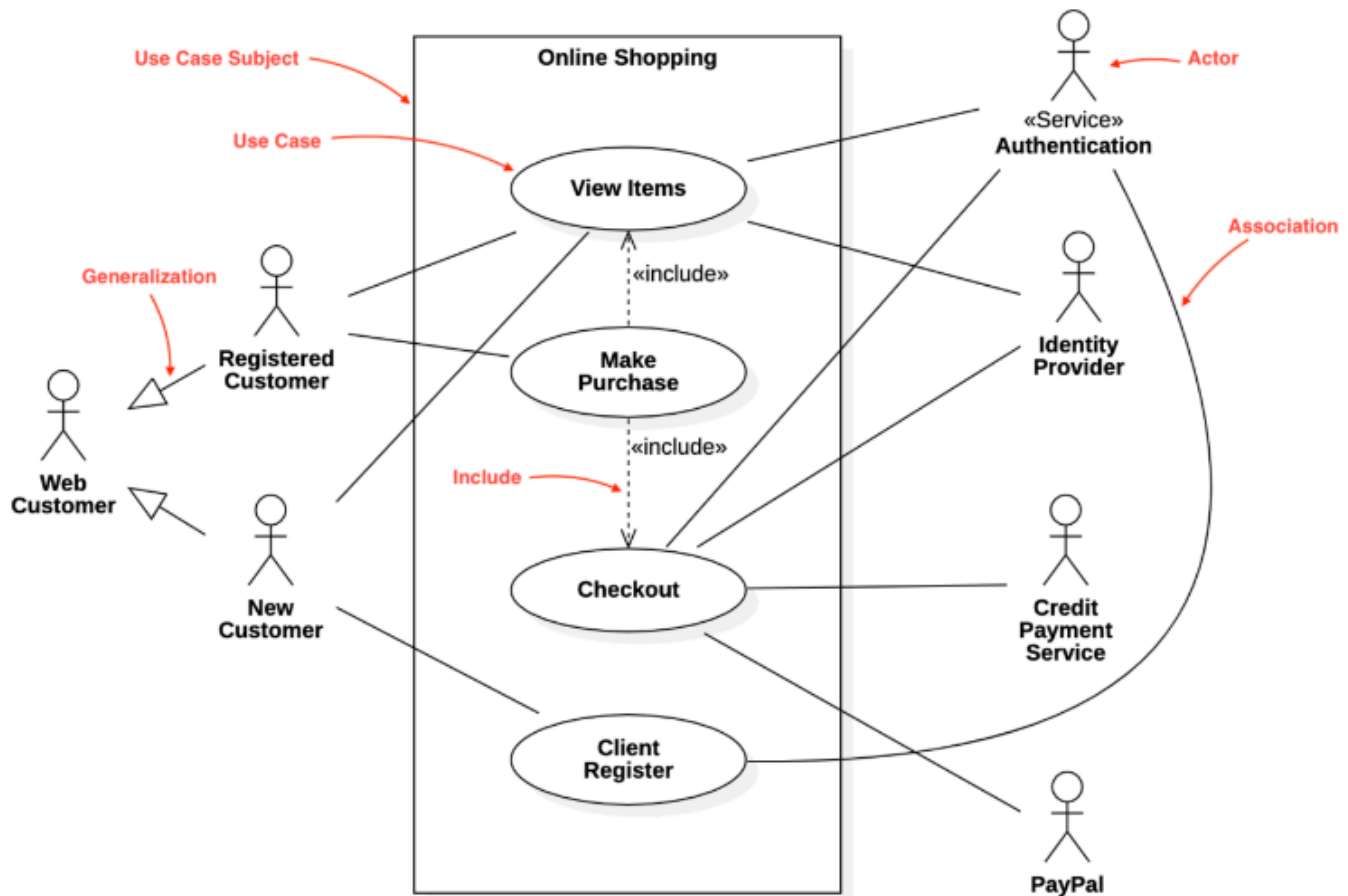 Use Case Subject
Online Shopping
Actor
«Service»
Authentication
Use Case
View Items
Association
Generalization
«include»
Registered
Customer
Make
Purchase
Identity
Provider
Web
Customer
«include»
Include
New
Customer
Checkout
Credit
Payment
Service
Client
Register
PayPal